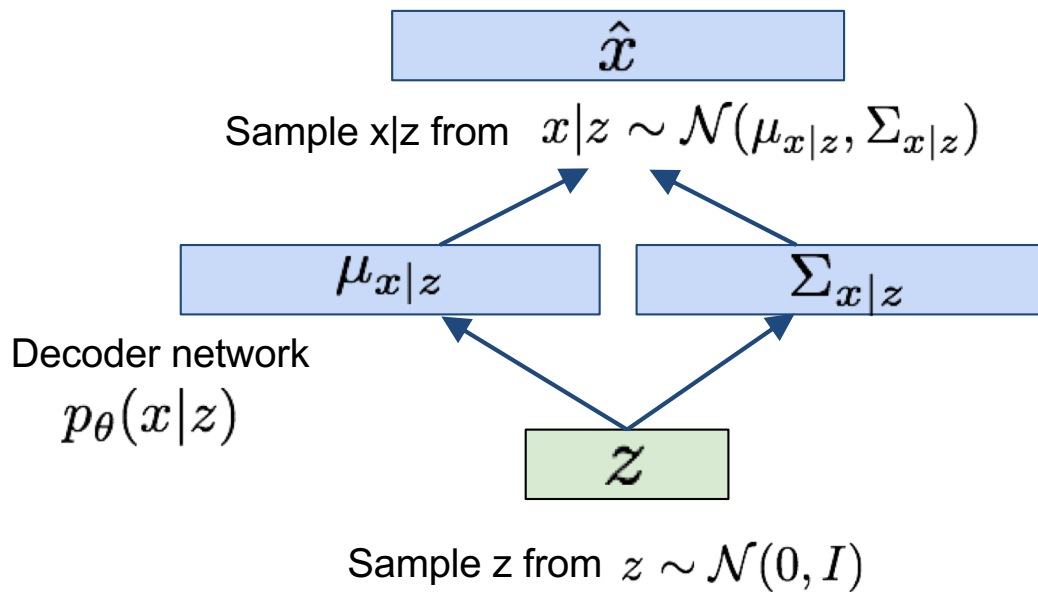 x̂
Sample x|z from x|z ∼ 𝒩(μ_{x|z}, Σ_{x|z})
μ_{x|z}
Σ_{x|z}
Decoder network
p_θ(x|z)
z
Sample z from z ∼ 𝒩(0, I)